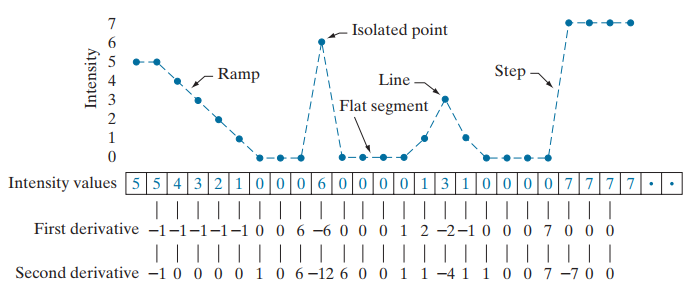 7
6
5
4
3
2
1
0
Intensity
Isolated point
Ramp
Line
Step
Flat segment
Intensity values 5 5 4 3 2 1 0 0 0 6 0 0 0 0 1 3 1 0 0 0 0 7 7 7 7 · ·
First derivative −1 −1 −1 −1 −1 0 0 6 −6 0 0 0 1 2 −2 −1 0 0 0 7 0 0 0
Second derivative −1 0 0 0 0 1 0 6 −12 6 0 0 1 1 −4 1 1 0 0 7 −7 0 0